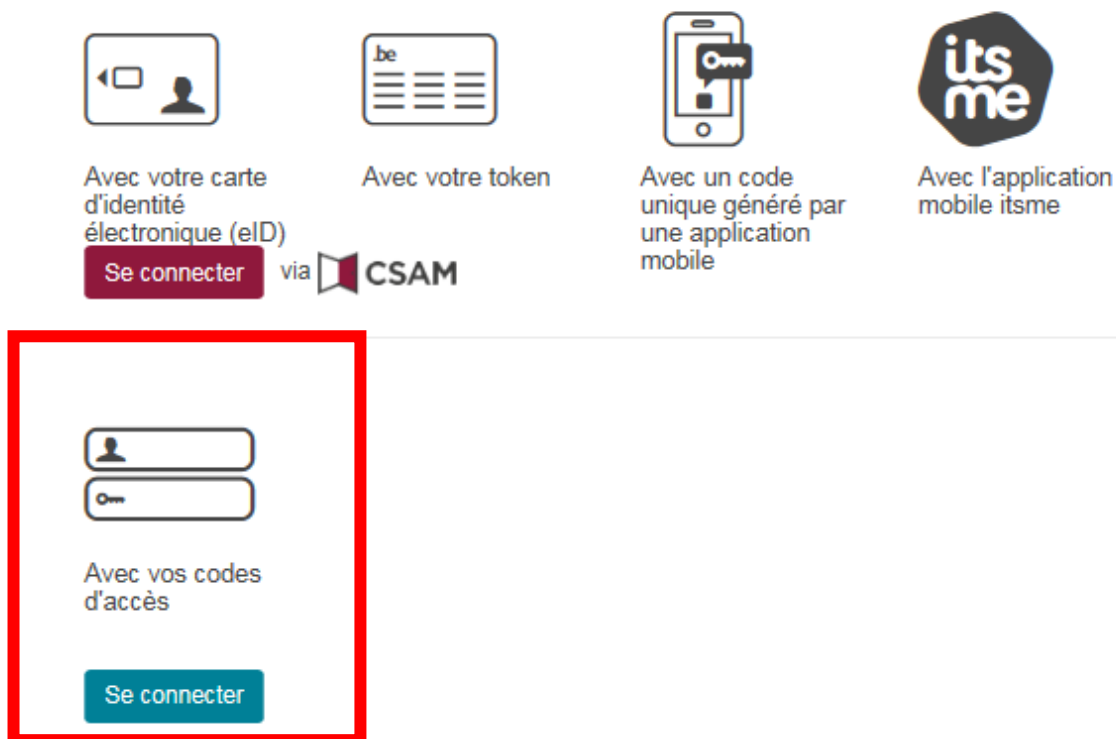 .be
its
me
Avec votre carte
d'identité
électronique (eID)
Avec votre token
Avec un code
unique généré par
une application
mobile
Avec l'application
mobile itsme
Se connecter via CSAM
Avec vos codes
d'accès
Se connecter